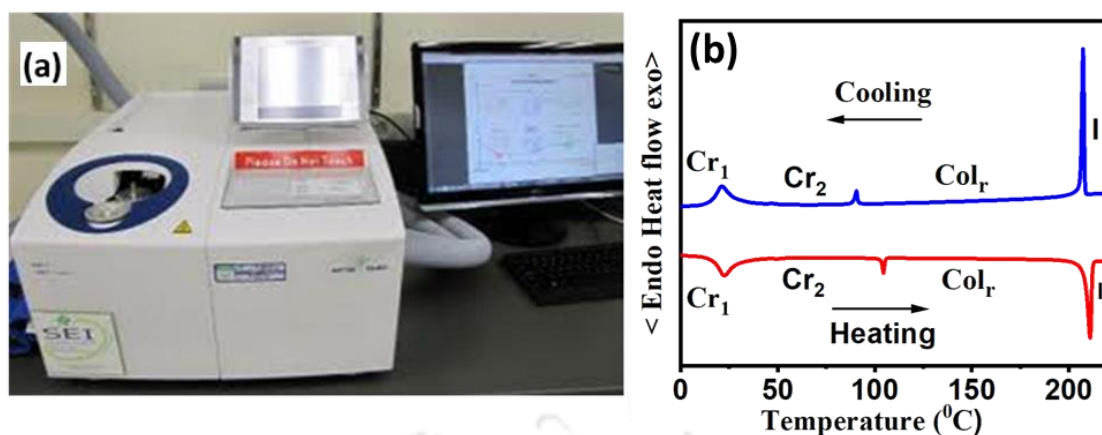 (a)
Please Do Not Touch
SEI
(b)
< Endo Heat flow exo>
Cooling
I
Cr₁
Cr₂
Colᵣ
Cr₁
Cr₂
Colᵣ
I
Heating
0 50 100 150 200
Temperature (⁰C)